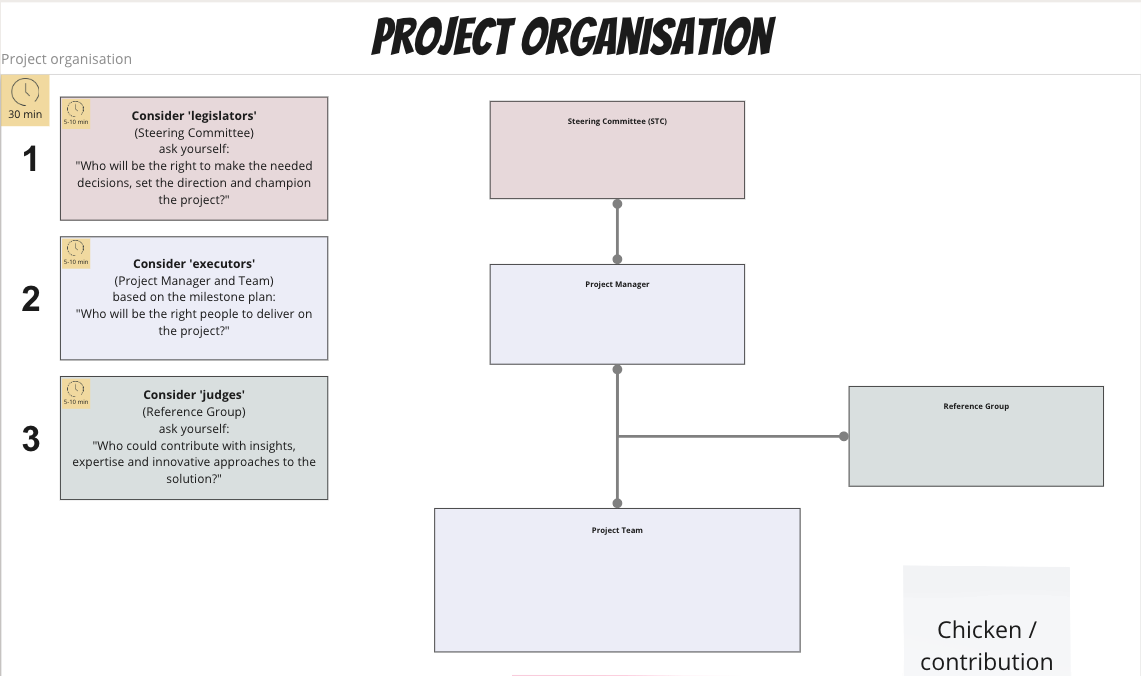 PROJECT ORGANISATION
Project organisation
30 min
1
5-10 min
Consider 'legislators'
(Steering Committee)
ask yourself:
"Who will be the right to make the needed
decisions, set the direction and champion
the project?"
2
5-10 min
Consider 'executors'
(Project Manager and Team)
based on the milestone plan:
"Who will be the right people to deliver on
the project?"
3
5-10 min
Consider 'judges'
(Reference Group)
ask yourself:
"Who could contribute with insights,
expertise and innovative approaches to the
solution?"
Steering Committee (STC)
Project Manager
Reference Group
Project Team
Chicken /
contribution